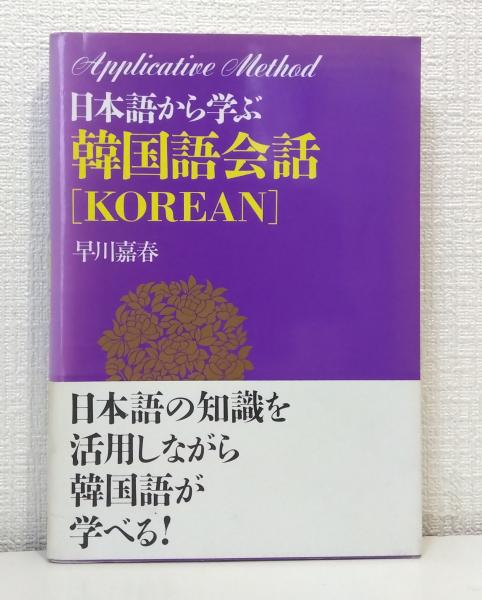 Applicative Method
日本語から学ぶ
韓国語会話
[KOREAN]
早川嘉春
日本語の知識を
活用しながら
韓国語が
学べる!